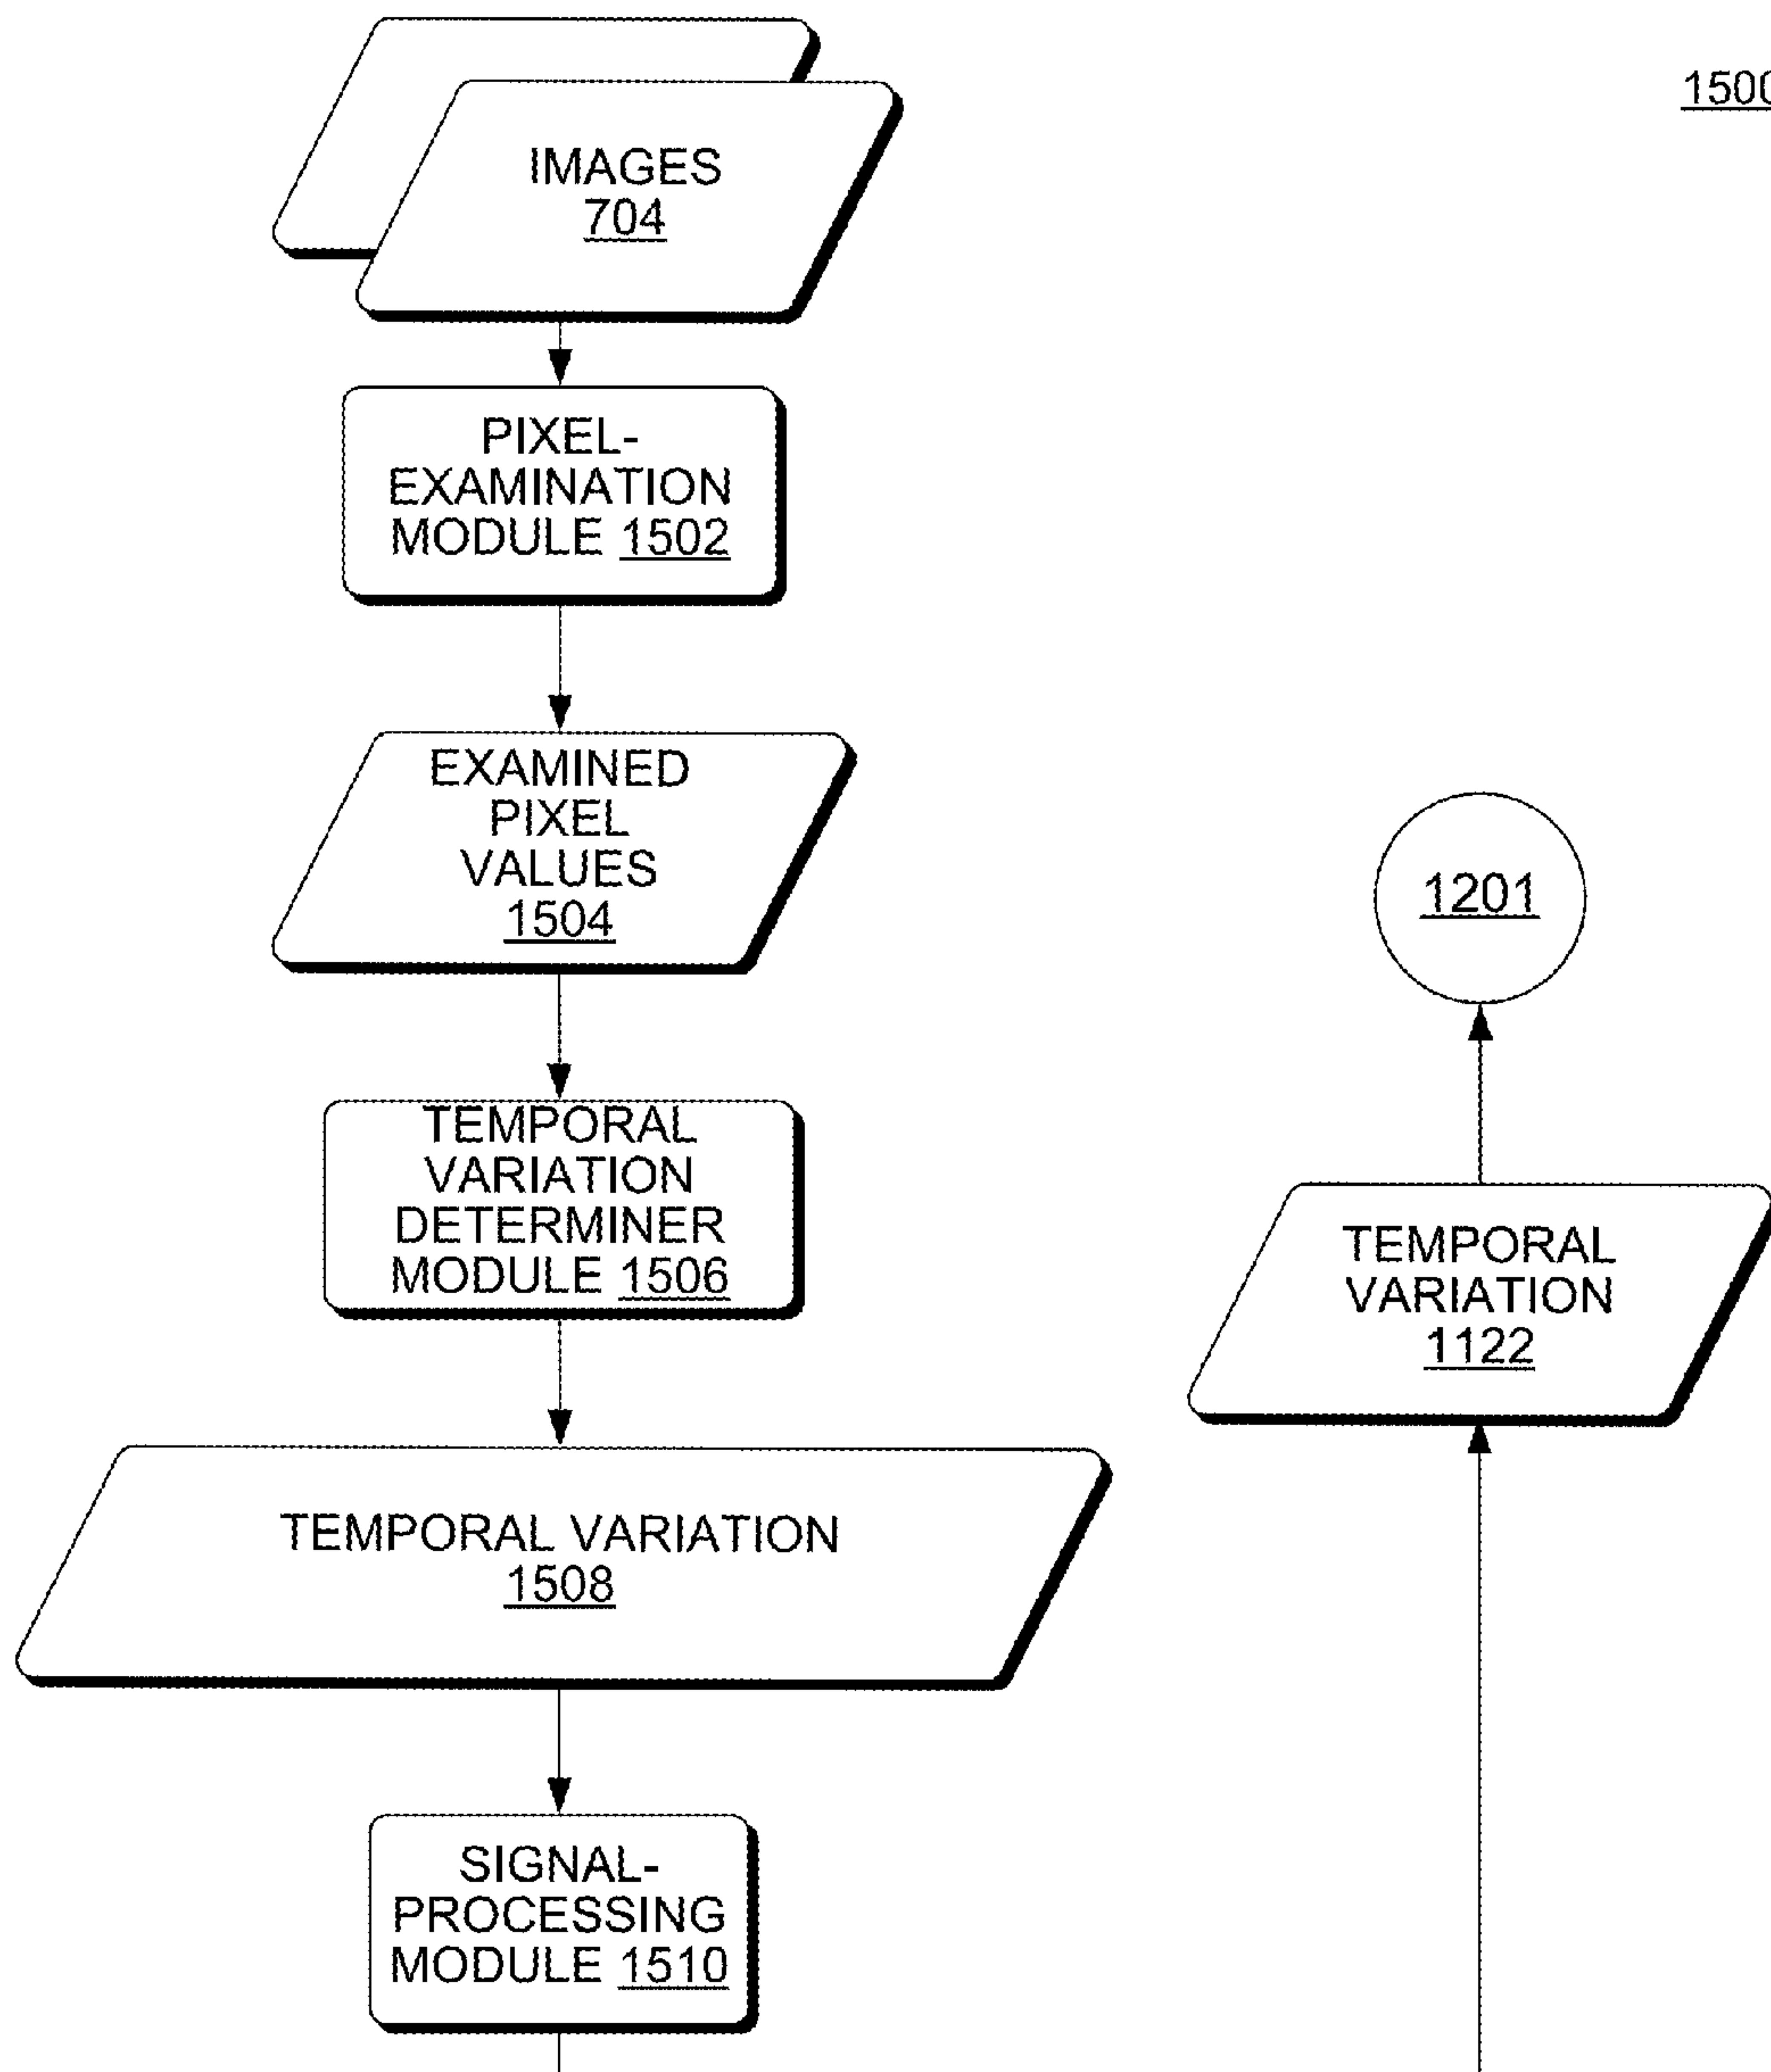 1500
IMAGES
704
PIXEL-
EXAMINATION
MODULE 1502
EXAMINED
PIXEL
VALUES
1504
TEMPORAL
VARIATION
DETERMINER
MODULE 1506
TEMPORAL VARIATION
1508
SIGNAL-
PROCESSING
MODULE 1510
1201
TEMPORAL
VARIATION
1122